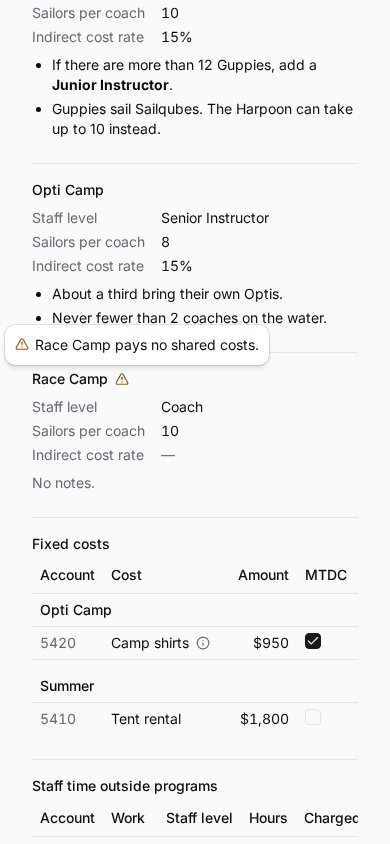 Sailors per coach 10
Indirect cost rate 15%
• If there are more than 12 Guppies, add a
Junior Instructor.
• Guppies sail Sailqubes. The Harpoon can take
up to 10 instead.
Opti Camp
Staff level Senior Instructor
Sailors per coach 8
Indirect cost rate 15%
• About a third bring their own Optis.
• Never fewer than 2 coaches on the water.
Race Camp pays no shared costs.
Race Camp
Staff level Coach
Sailors per coach 10
Indirect cost rate —
No notes.
Fixed costs
Account Cost Amount MTDC
Opti Camp
5420 Camp shirts $950
Summer
5410 Tent rental $1,800
Staff time outside programs
Account Work Staff level Hours Charged